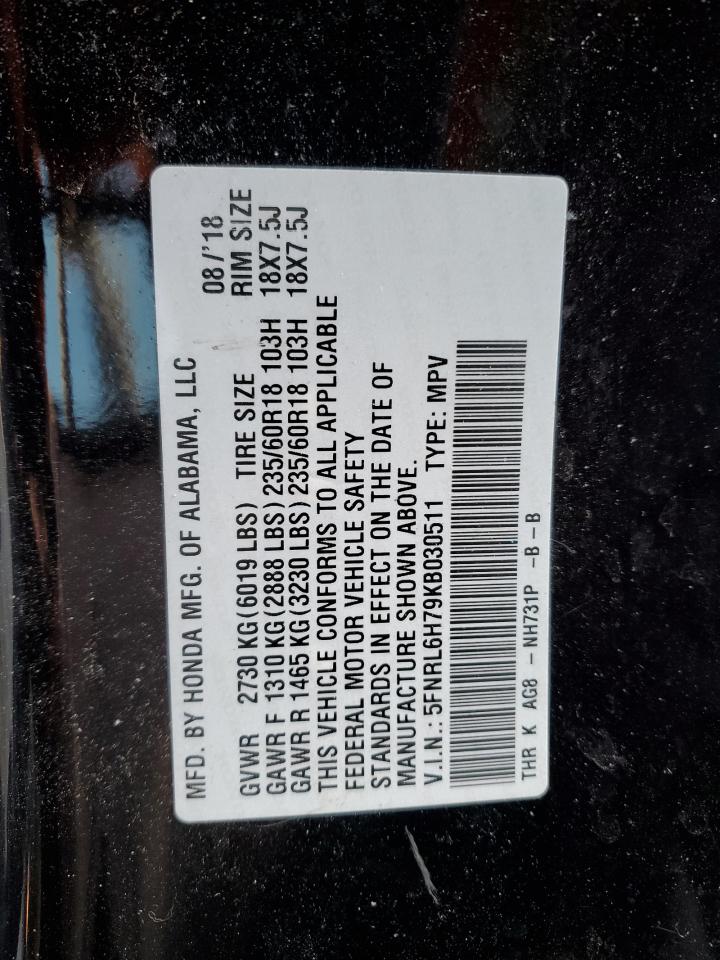 MFD. BY HONDA MFG. OF ALABAMA, LLC
08/'18
GVWR 2730 KG(6019 LBS) TIRE SIZE RIM SIZE
GAWR F 1310 KG(2888 LBS) 235/60R18 103H 18X7.5J
GAWR R 1465 KG(3230 LBS) 235/60R18 103H 18X7.5J
THIS VEHICLE CONFORMS TO ALL APPLICABLE
FEDERAL MOTOR VEHICLE SAFETY
STANDARDS IN EFFECT ON THE DATE OF
MANUFACTURE SHOWN ABOVE.
V.I.N.: 5FNRL6H79KB030511 TYPE: MPV
THR K AG8 - NH731P -B-B